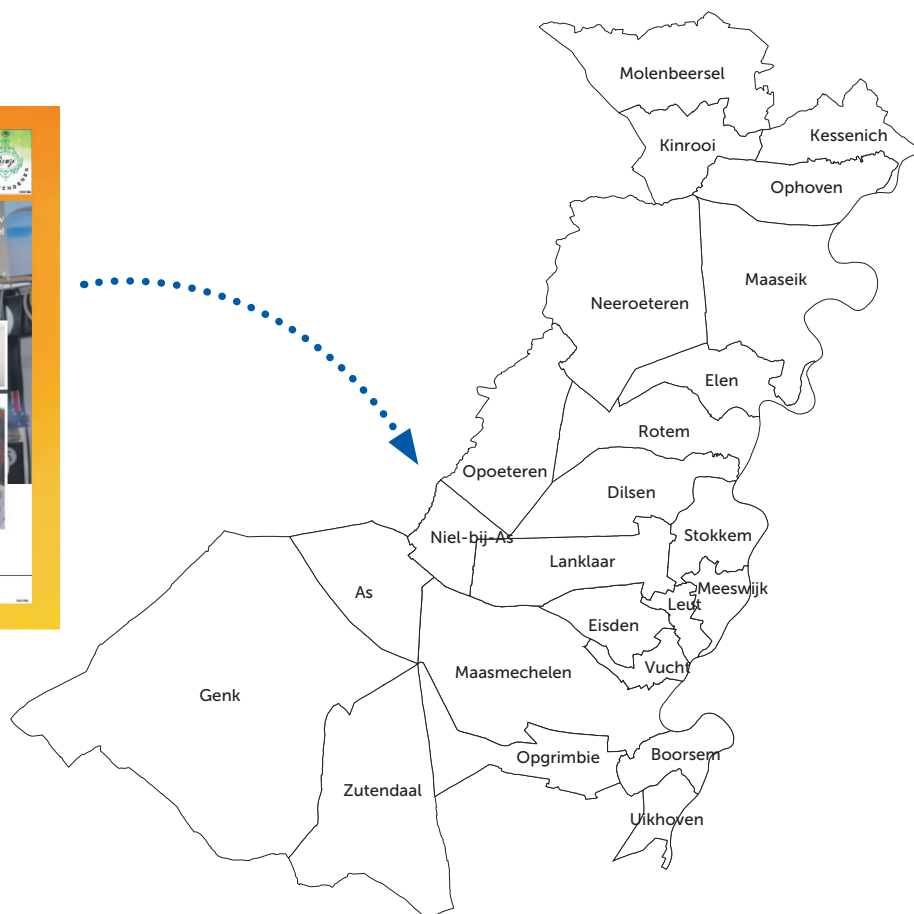 Molenbeersel
Kessenich
Kinrooi
Ophoven
Maaseik
Neeroeteren
Elen
Rotem
Opoeteren
Dilsen
Stokkem
Niel-bij-As
Lanklaar
Meeswijk
As
Leut
Eisden
Vucht
Maasmechelen
Genk
Boorsem
Opgrimbie
Zutendaal
Uikhoven